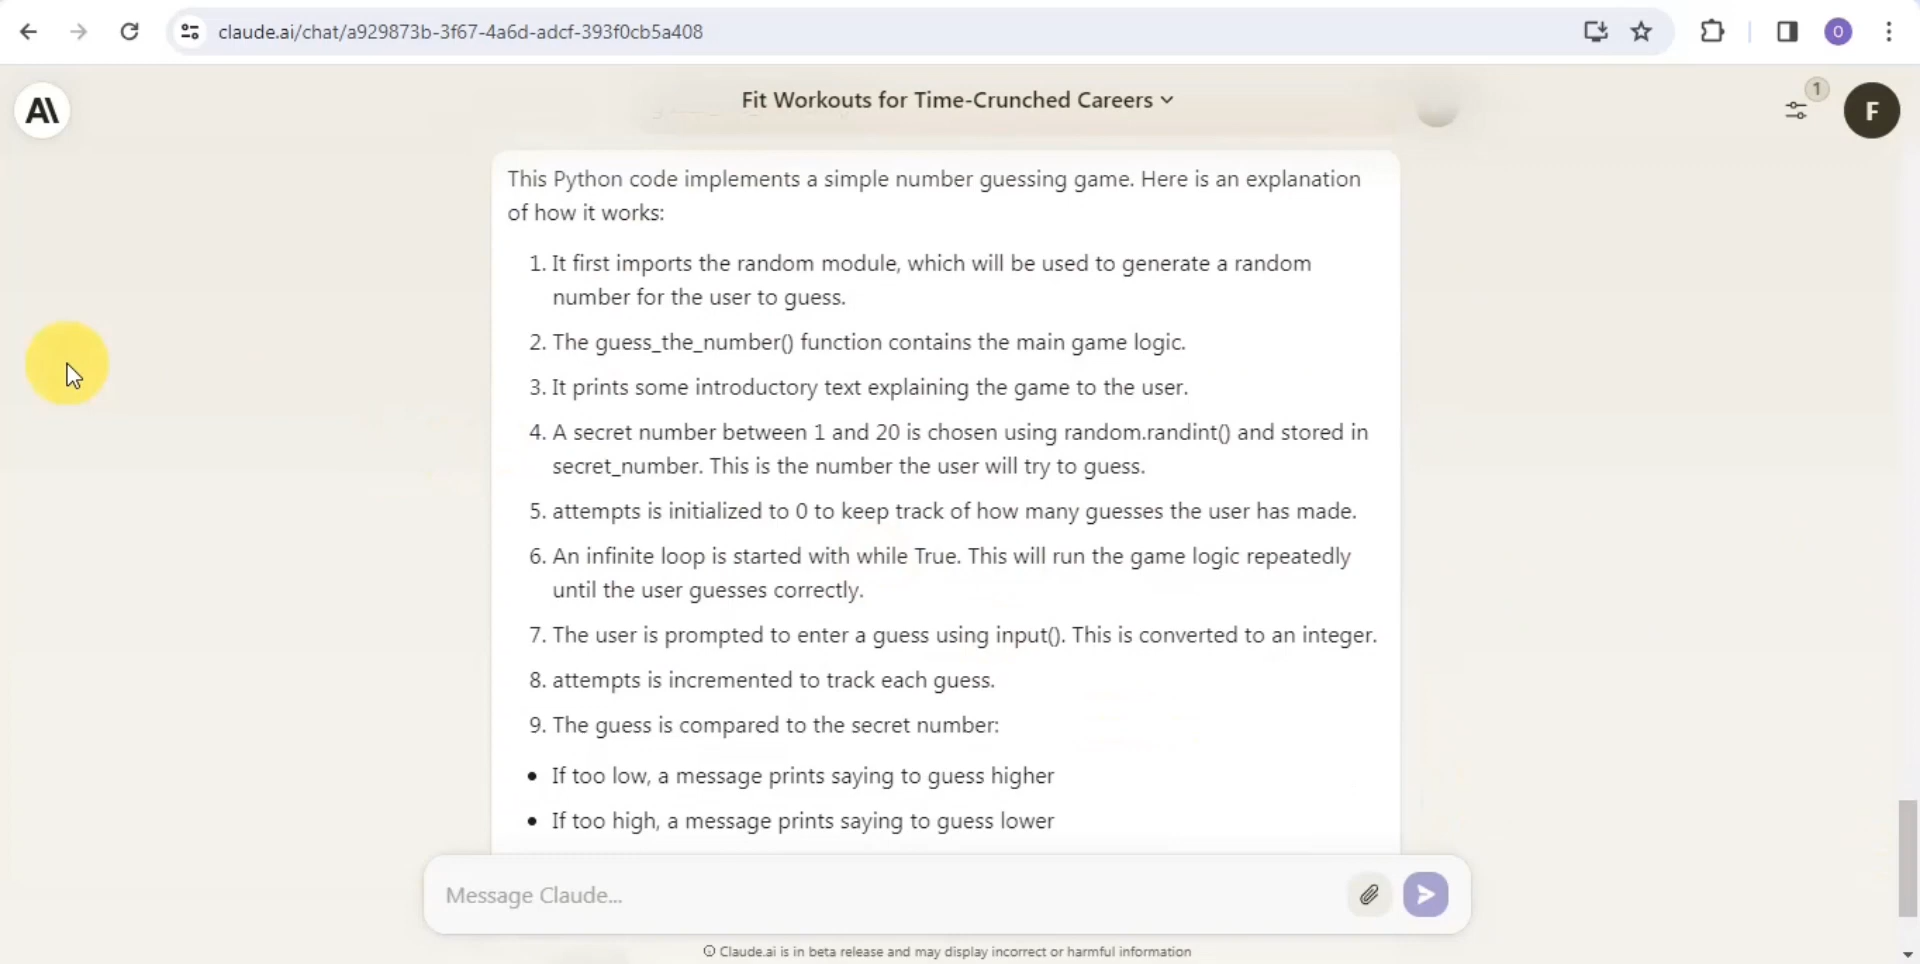 claude.ai/chat/a929873b-3f67-4a6d-adcf-393f0cb5a408
O
A\
Fit Workouts for Time-Crunched Careers
1
F
This Python code implements a simple number guessing game. Here is an explanation
of how it works:
1. It first imports the random module, which will be used to generate a random
number for the user to guess.
2. The guess_the_number() function contains the main game logic.
3. It prints some introductory text explaining the game to the user.
4. A secret number between 1 and 20 is chosen using random.randint() and stored in
secret_number. This is the number the user will try to guess.
5. attempts is initialized to 0 to keep track of how many guesses the user has made.
6. An infinite loop is started with while True. This will run the game logic repeatedly
until the user guesses correctly.
7. The user is prompted to enter a guess using input(). This is converted to an integer.
8. attempts is incremented to track each guess.
9. The guess is compared to the secret number:
• If too low, a message prints saying to guess higher
• If too high, a message prints saying to guess lower
Message Claude...
Claude.ai is in beta release and may display incorrect or harmful information